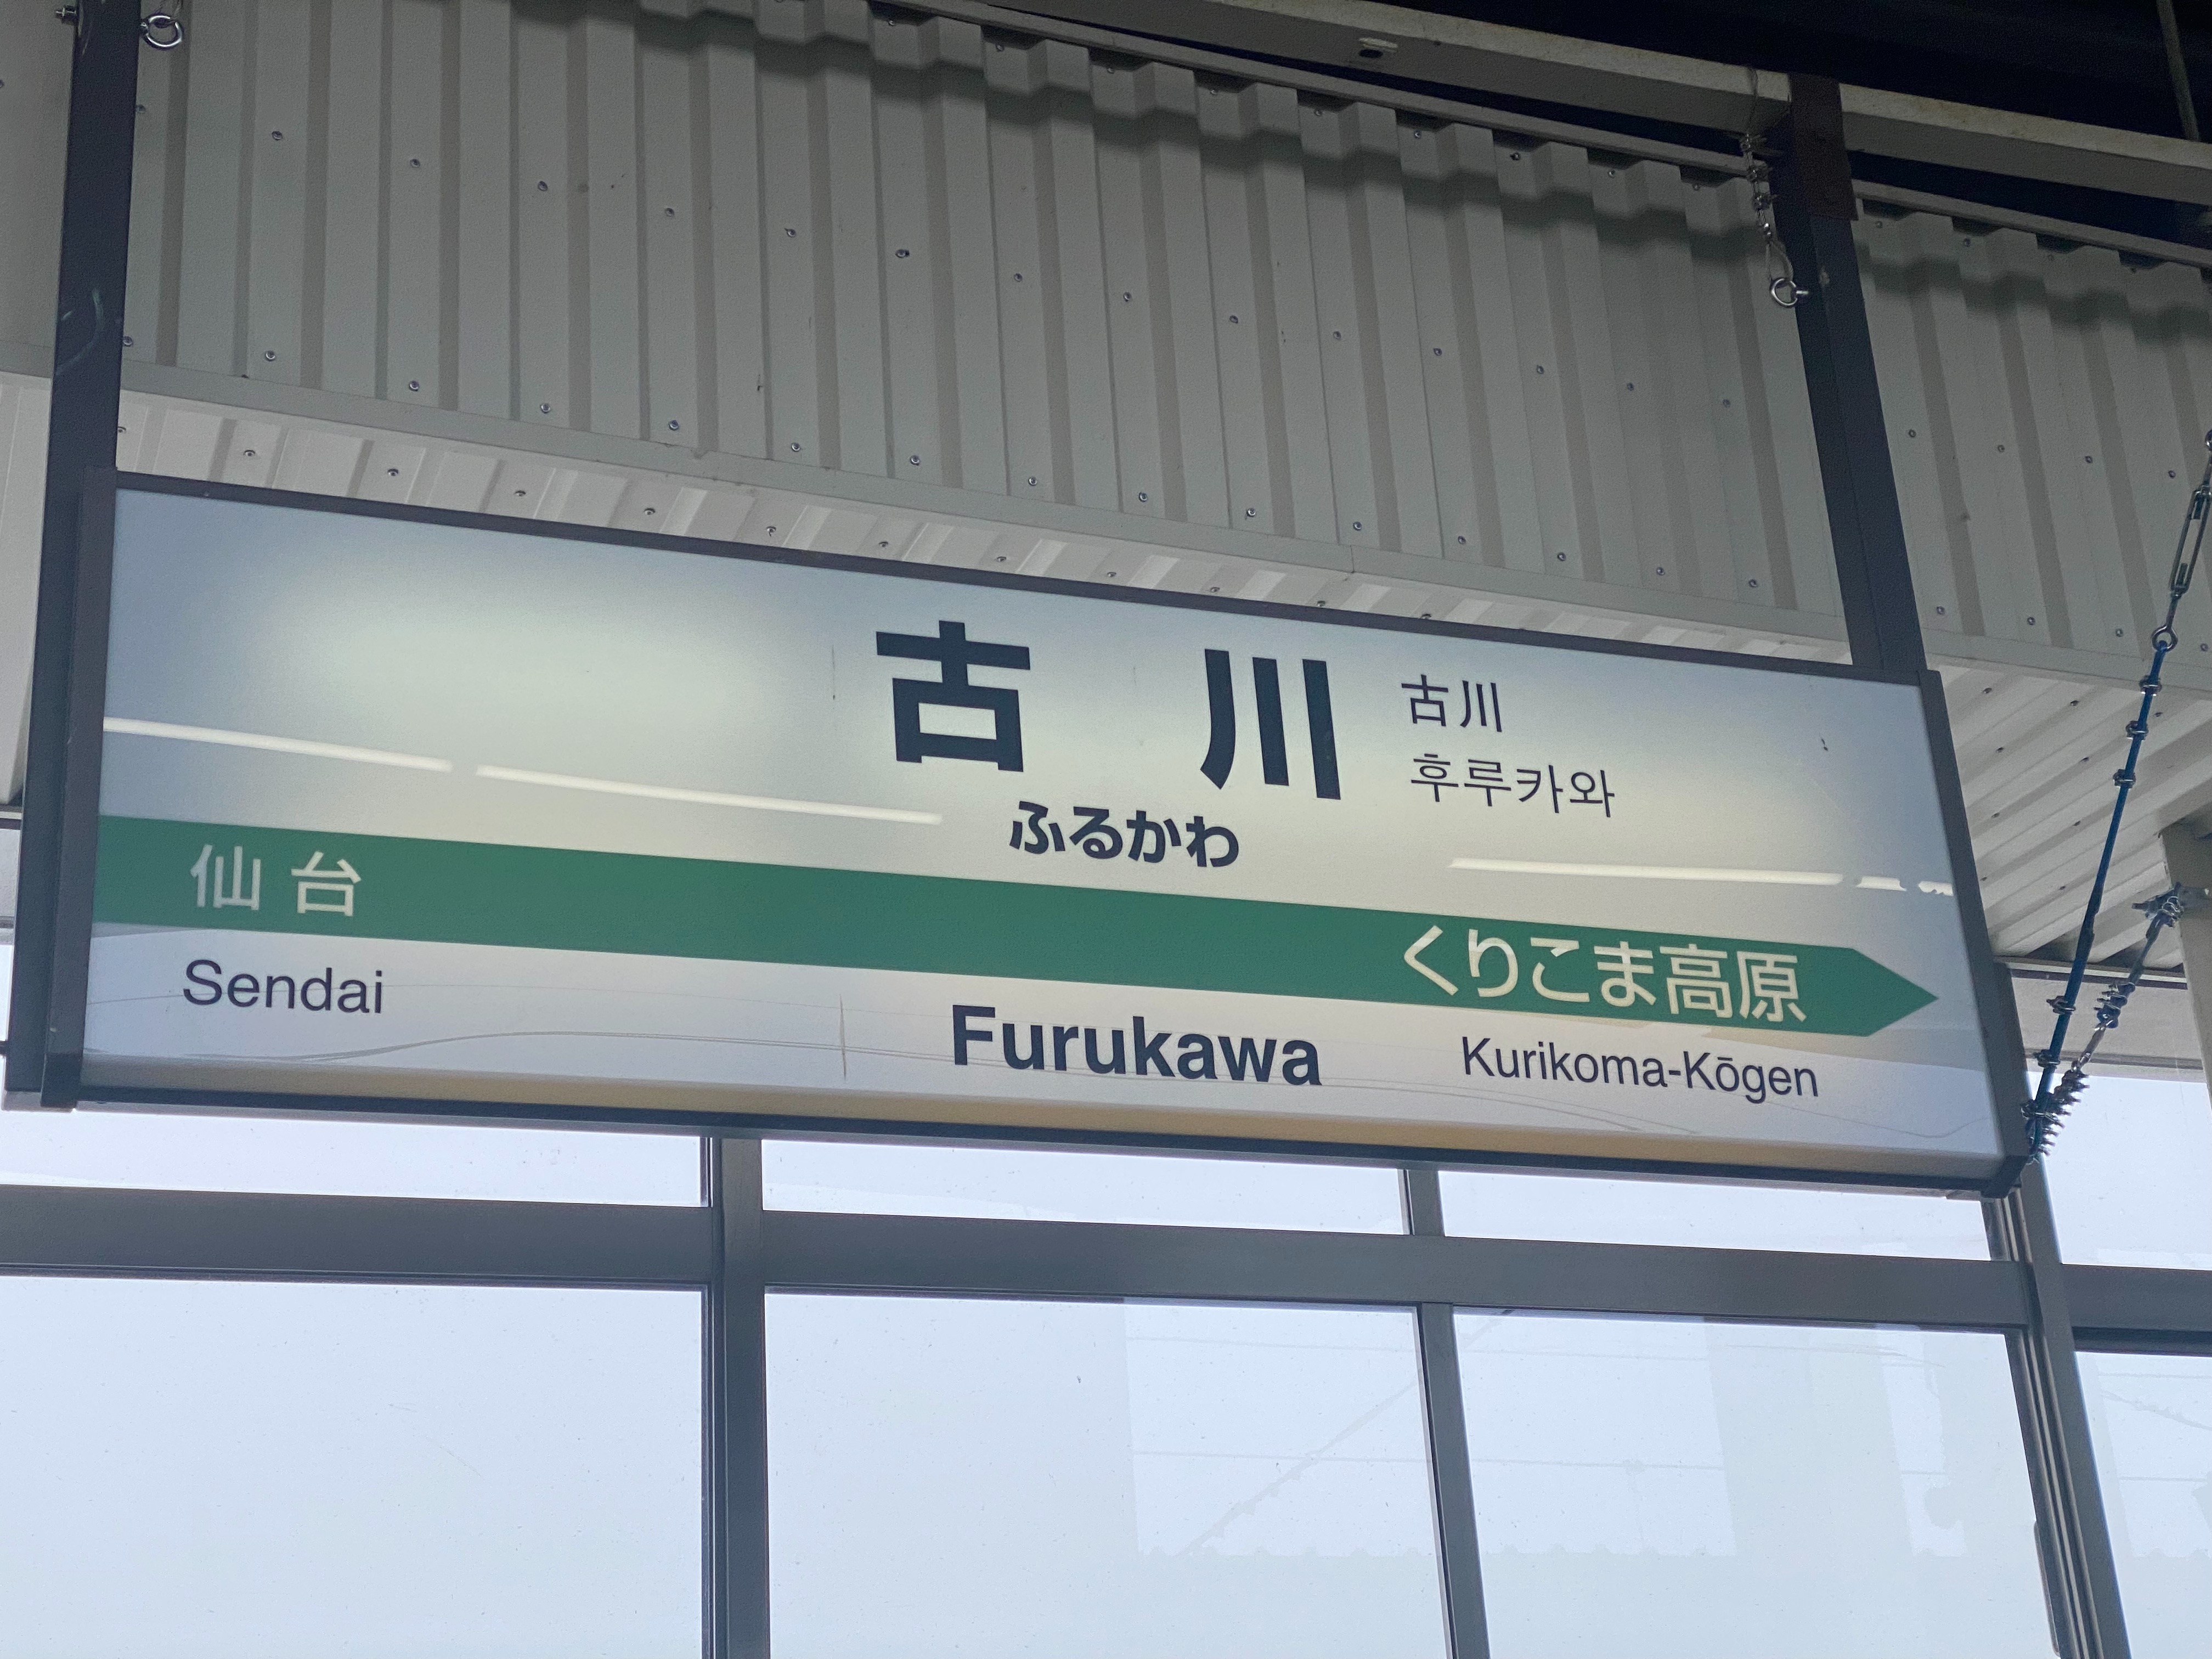 古川
古川
후루카와
ふるかわ
仙台
くりこま高原
Sendai
Furukawa
Kurikoma-Kōgen